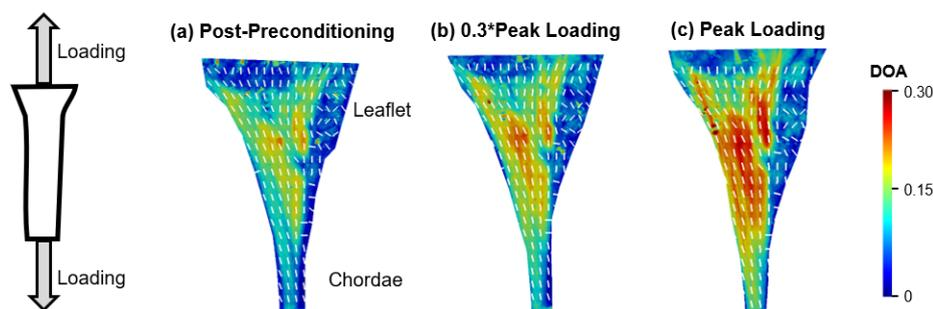 (a) Post-Preconditioning
(b) 0.3*Peak Loading
(c) Peak Loading
Loading
DOA
0.30
Leaflet
0.15
Loading
Chordae
0